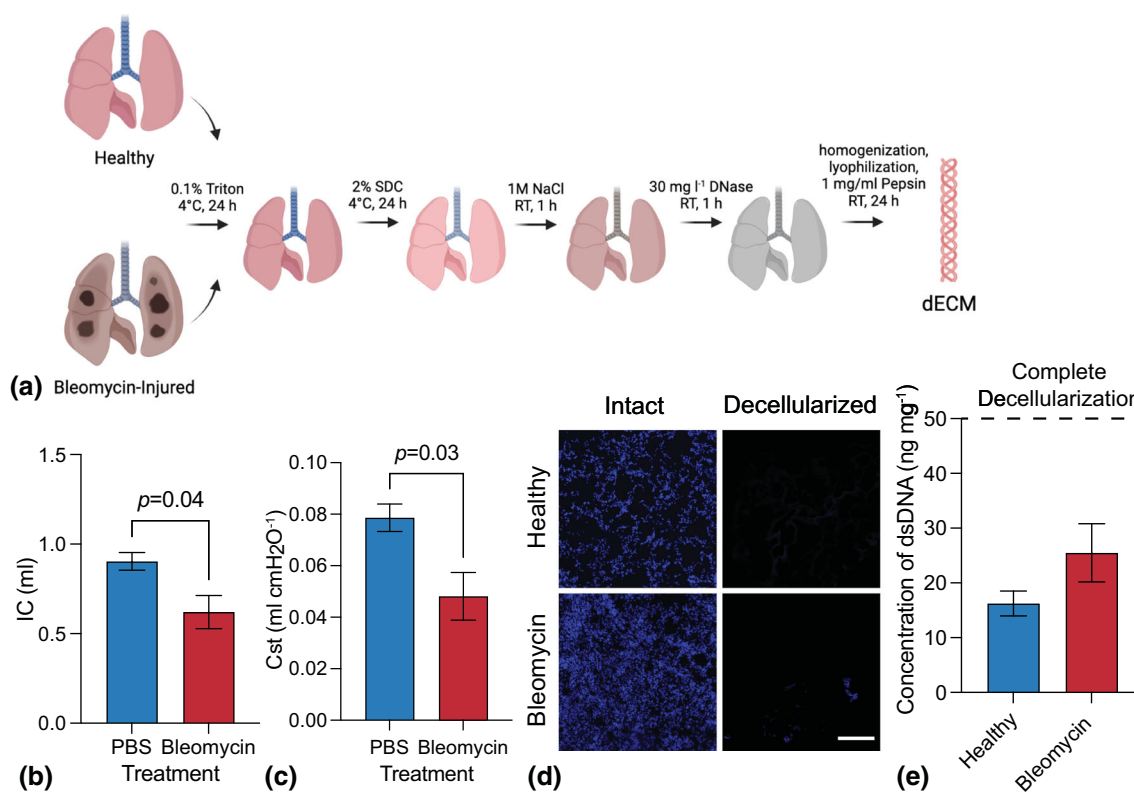 Healthy
Bleomycin-Injured
0.1% Triton
4°C, 24 h
2% SDC
4°C, 24 h
1M NaCl
RT, 1 h
30 mg l⁻¹ DNase
RT, 1 h
homogenization,
lyophilization,
1 mg/ml Pepsin
RT, 24 h
dECM
(a)
IC (ml)
1.5
1.0
0.5
0.0
p=0.04
PBS Bleomycin
Treatment
(b)
Cst (ml cmH2O⁻¹)
0.10
0.08
0.06
0.04
0.02
0.00
p=0.03
PBS Bleomycin
Treatment
(c)
Intact Decellularized
Healthy
Bleomycin
(d)
Complete
Decellularization
Concentration of dsDNA (ng mg⁻¹)
50
40
30
20
10
0
Healthy
Bleomycin
(e)